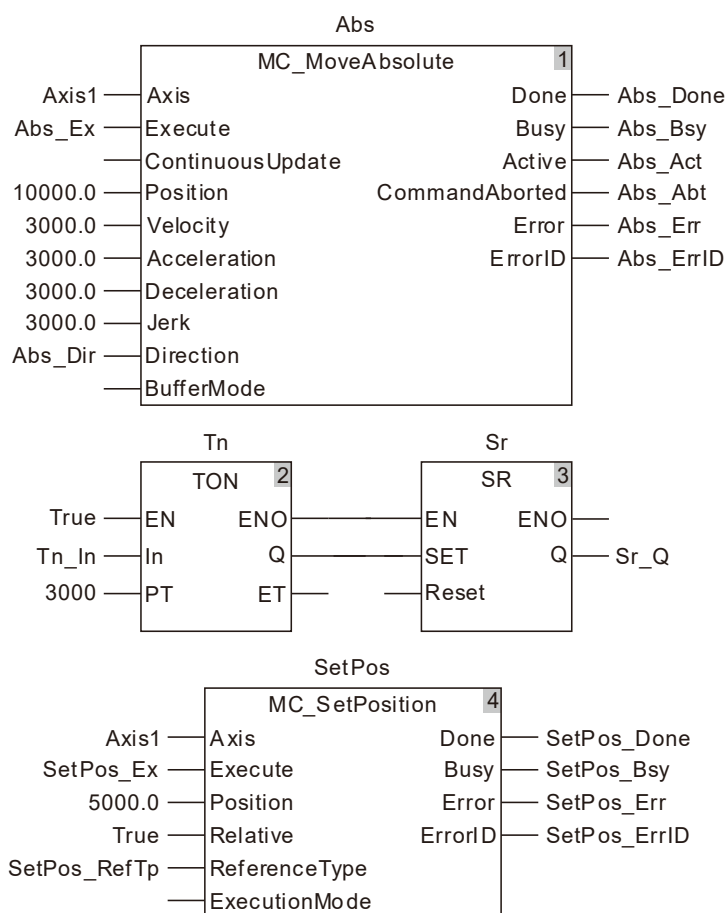 Abs
MC_MoveAbsolute 1
Axis1 Axis Done Abs_Done
Abs_Ex Execute Busy Abs_Bsy
ContinuousUpdate Active Abs_Act
10000.0 Position CommandAborted Abs_Abt
3000.0 Velocity Error Abs_Err
3000.0 Acceleration ErrorID Abs_ErrID
3000.0 Deceleration
3000.0 Jerk
Abs_Dir Direction
BufferMode
Tn Sr
TON 2 SR 3
True EN ENO EN ENO
Tn_In In Q SET Q Sr_Q
3000 PT ET Reset
SetPos
MC_SetPosition 4
Axis1 Axis Done SetPos_Done
SetPos_Ex Execute Busy SetPos_Bsy
5000.0 Position Error SetPos_Err
True Relative ErrorID SetPos_ErrID
SetPos_RefTp ReferenceType
ExecutionMode